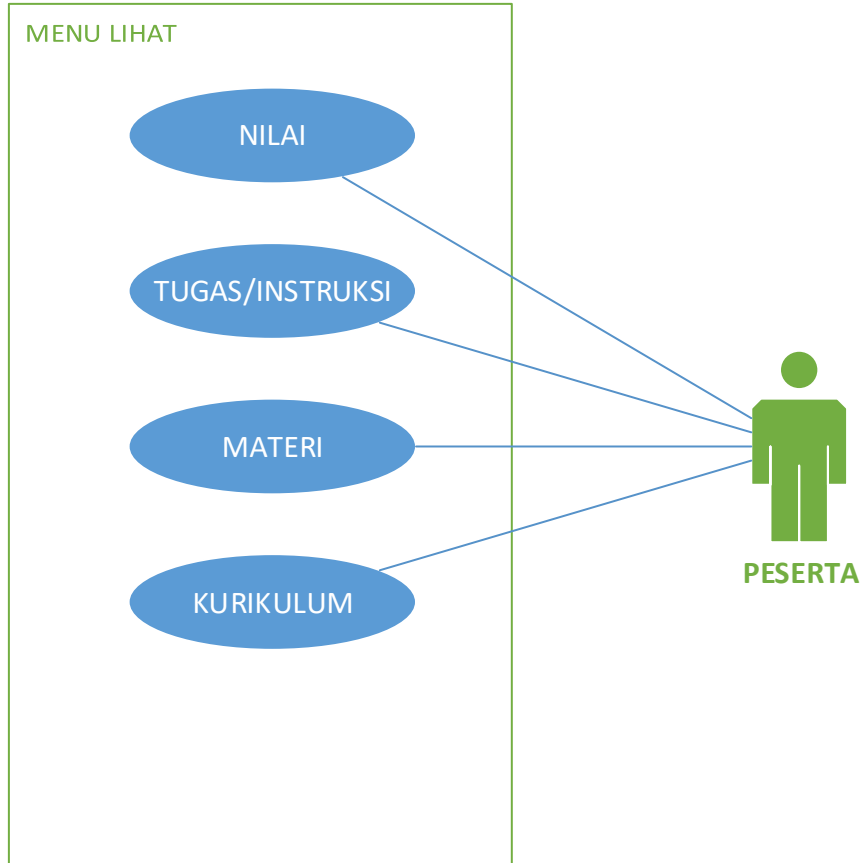 MENU LIHAT
NILAI
TUGAS/INSTRUKSI
MATERI
KURIKULUM
PESERTA